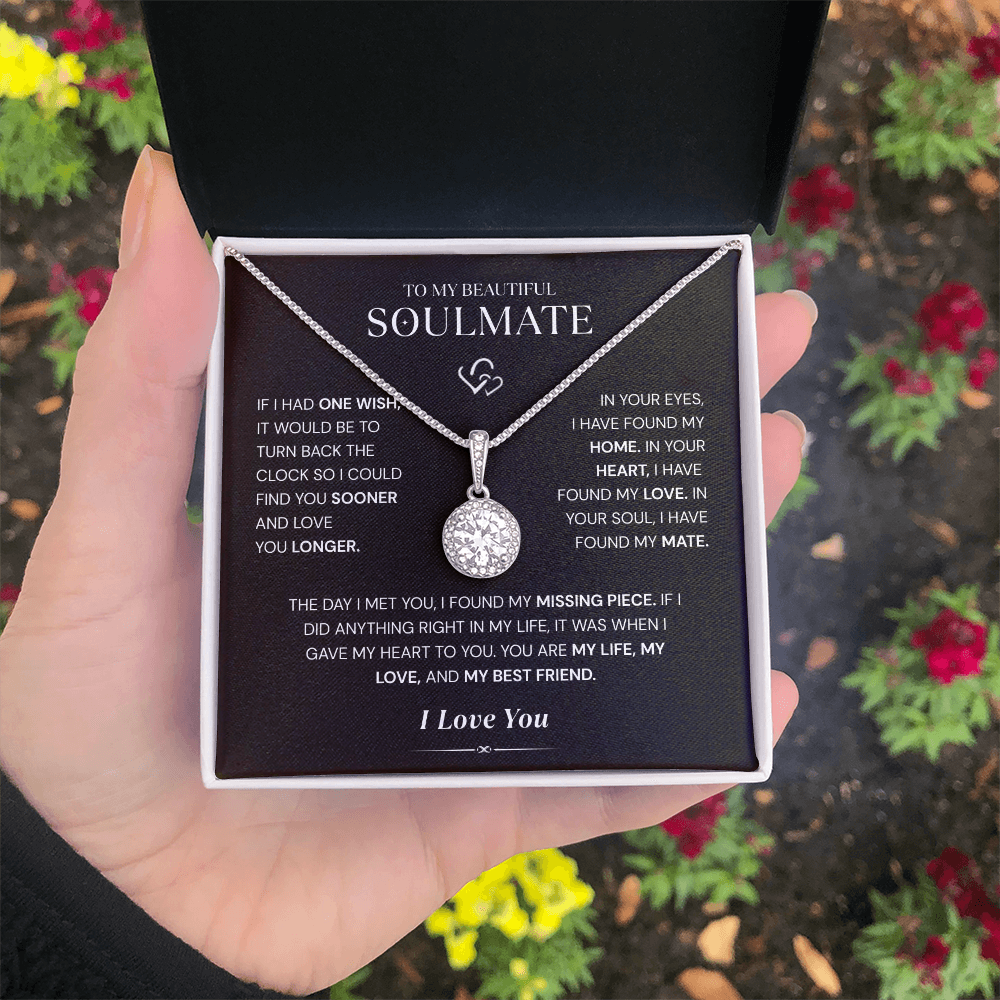 TO MY BEAUTIFUL
SOULMATE
IF I HAD ONE WISH,
IT WOULD BE TO
TURN BACK THE
CLOCK SO I COULD
FIND YOU SOONER
AND LOVE
YOU LONGER.
IN YOUR EYES,
I HAVE FOUND MY
HOME. IN YOUR
HEART, I HAVE
FOUND MY LOVE. IN
YOUR SOUL, I HAVE
FOUND MY MATE.
THE DAY I MET YOU, I FOUND MY MISSING PIECE. IF I
DID ANYTHING RIGHT IN MY LIFE, IT WAS WHEN I
GAVE MY HEART TO YOU. YOU ARE MY LIFE, MY
LOVE, AND MY BEST FRIEND.
I Love You